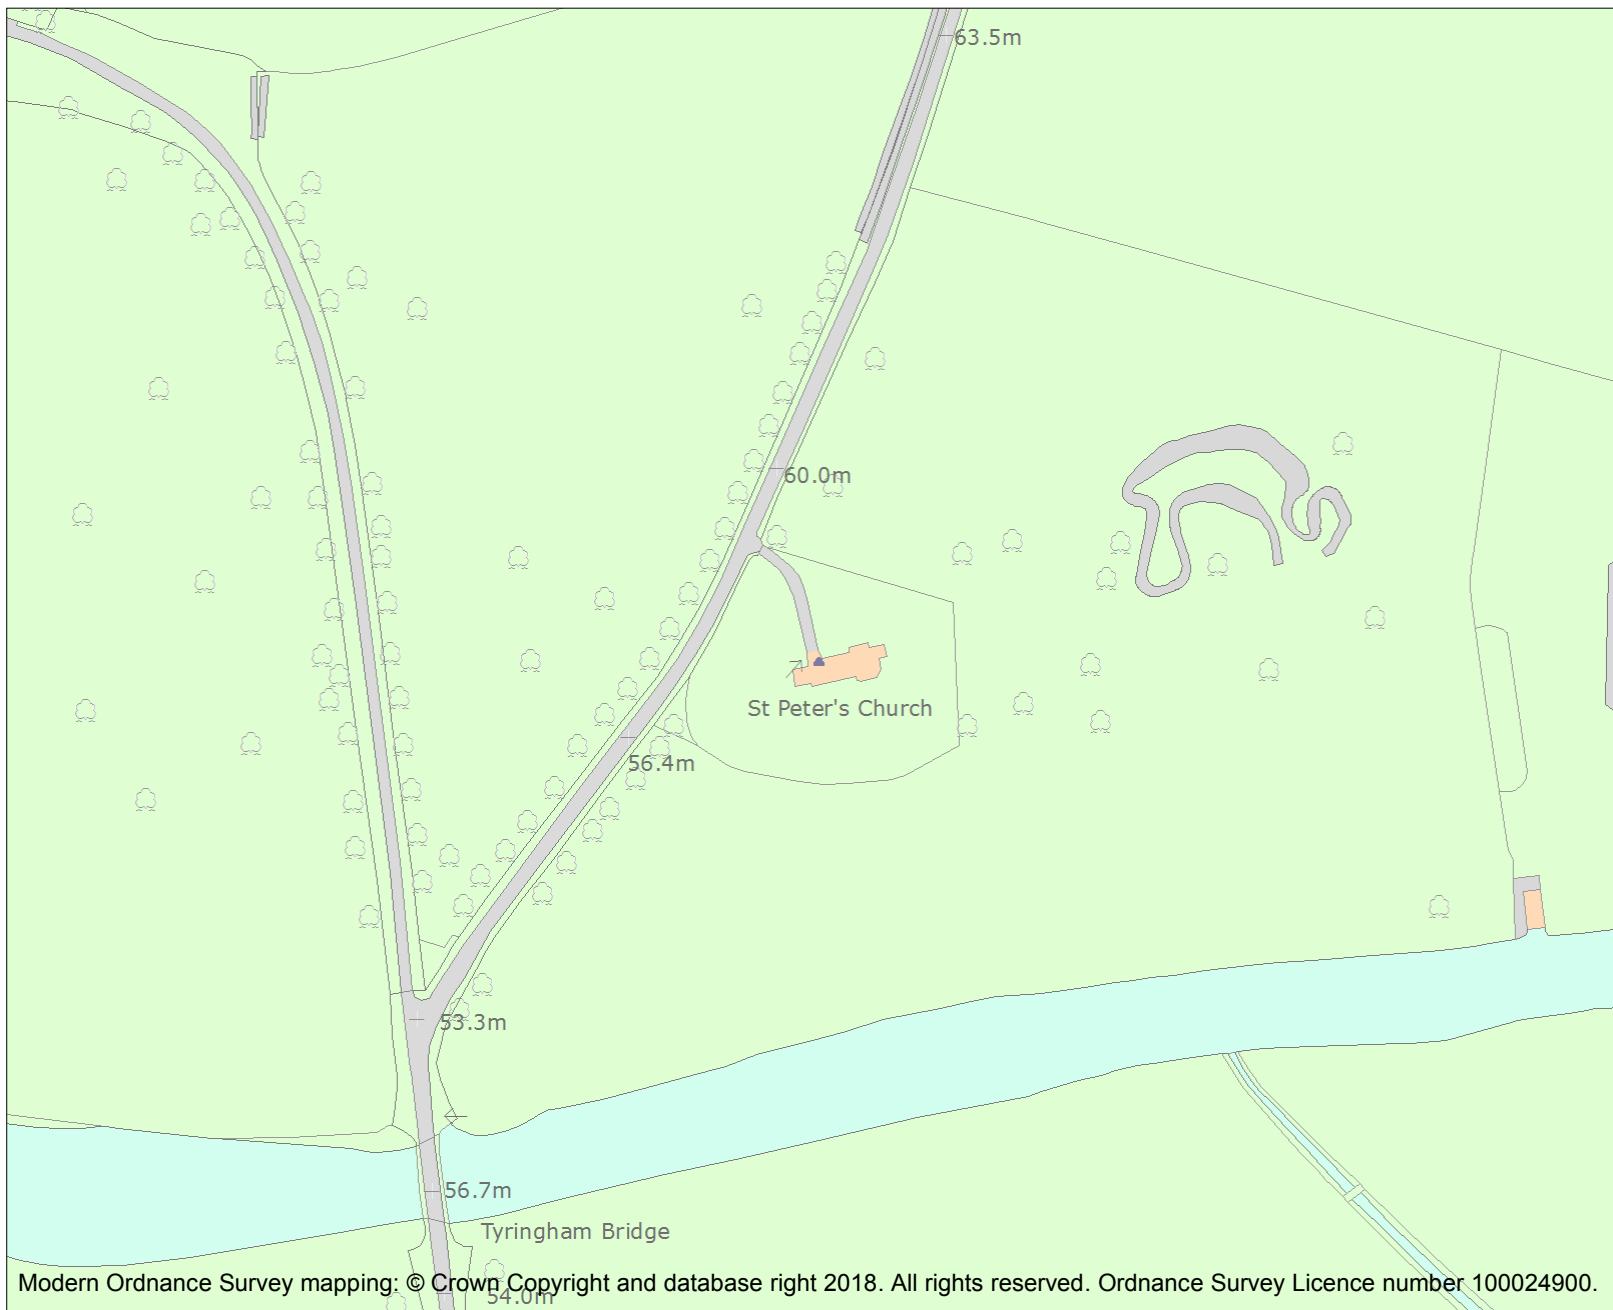 63.5m
60.0m
St Peter's Church
56.4m
53.3m
56.7m
Tyringham Bridge
Modern Ordnance Survey mapping: © Crown Copyright and database right 2018. All rights reserved. Ordnance Survey Licence number 100024900.
54.0m